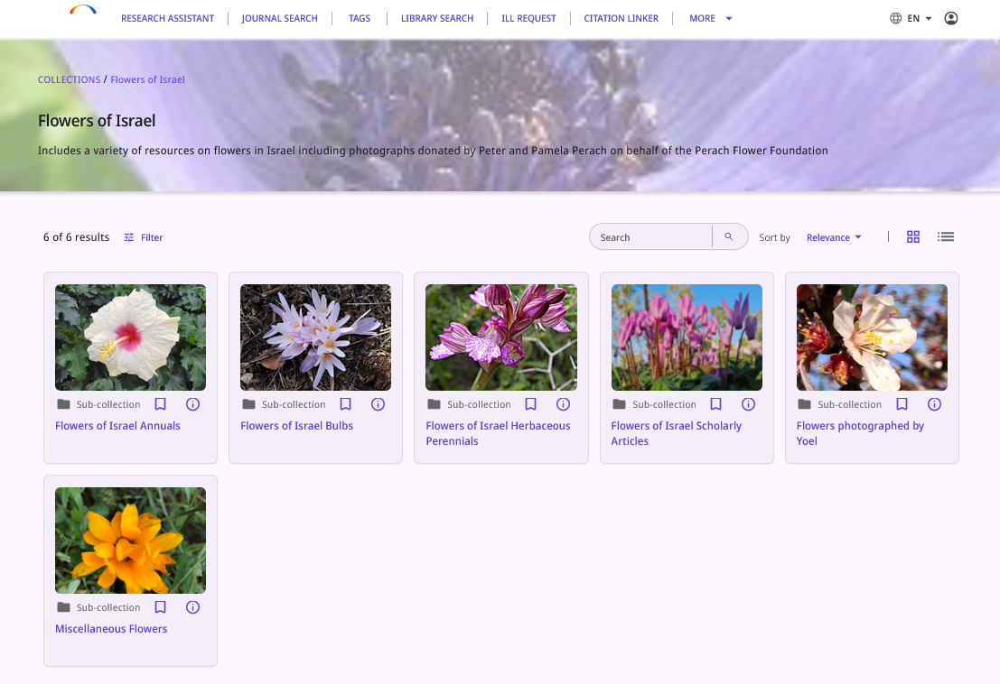 RESEARCH ASSISTANT
JOURNAL SEARCH
TAGS
LIBRARY SEARCH
ILL REQUEST
CITATION LINKER
MORE
EN
COLLECTIONS / Flowers of Israel
Flowers of Israel
Includes a variety of resources on flowers in Israel including photographs donated by Peter and Pamela Perach on behalf of the Perach Flower Foundation
6 of 6 results
Filter
Search
Sort by
Relevance
Sub-collection
Flowers of Israel Annuals
Sub-collection
Flowers of Israel Bulbs
Sub-collection
Flowers of Israel Herbaceous
Perennials
Sub-collection
Flowers of Israel Scholarly
Articles
Sub-collection
Flowers photographed by
Yoel
Sub-collection
Miscellaneous Flowers